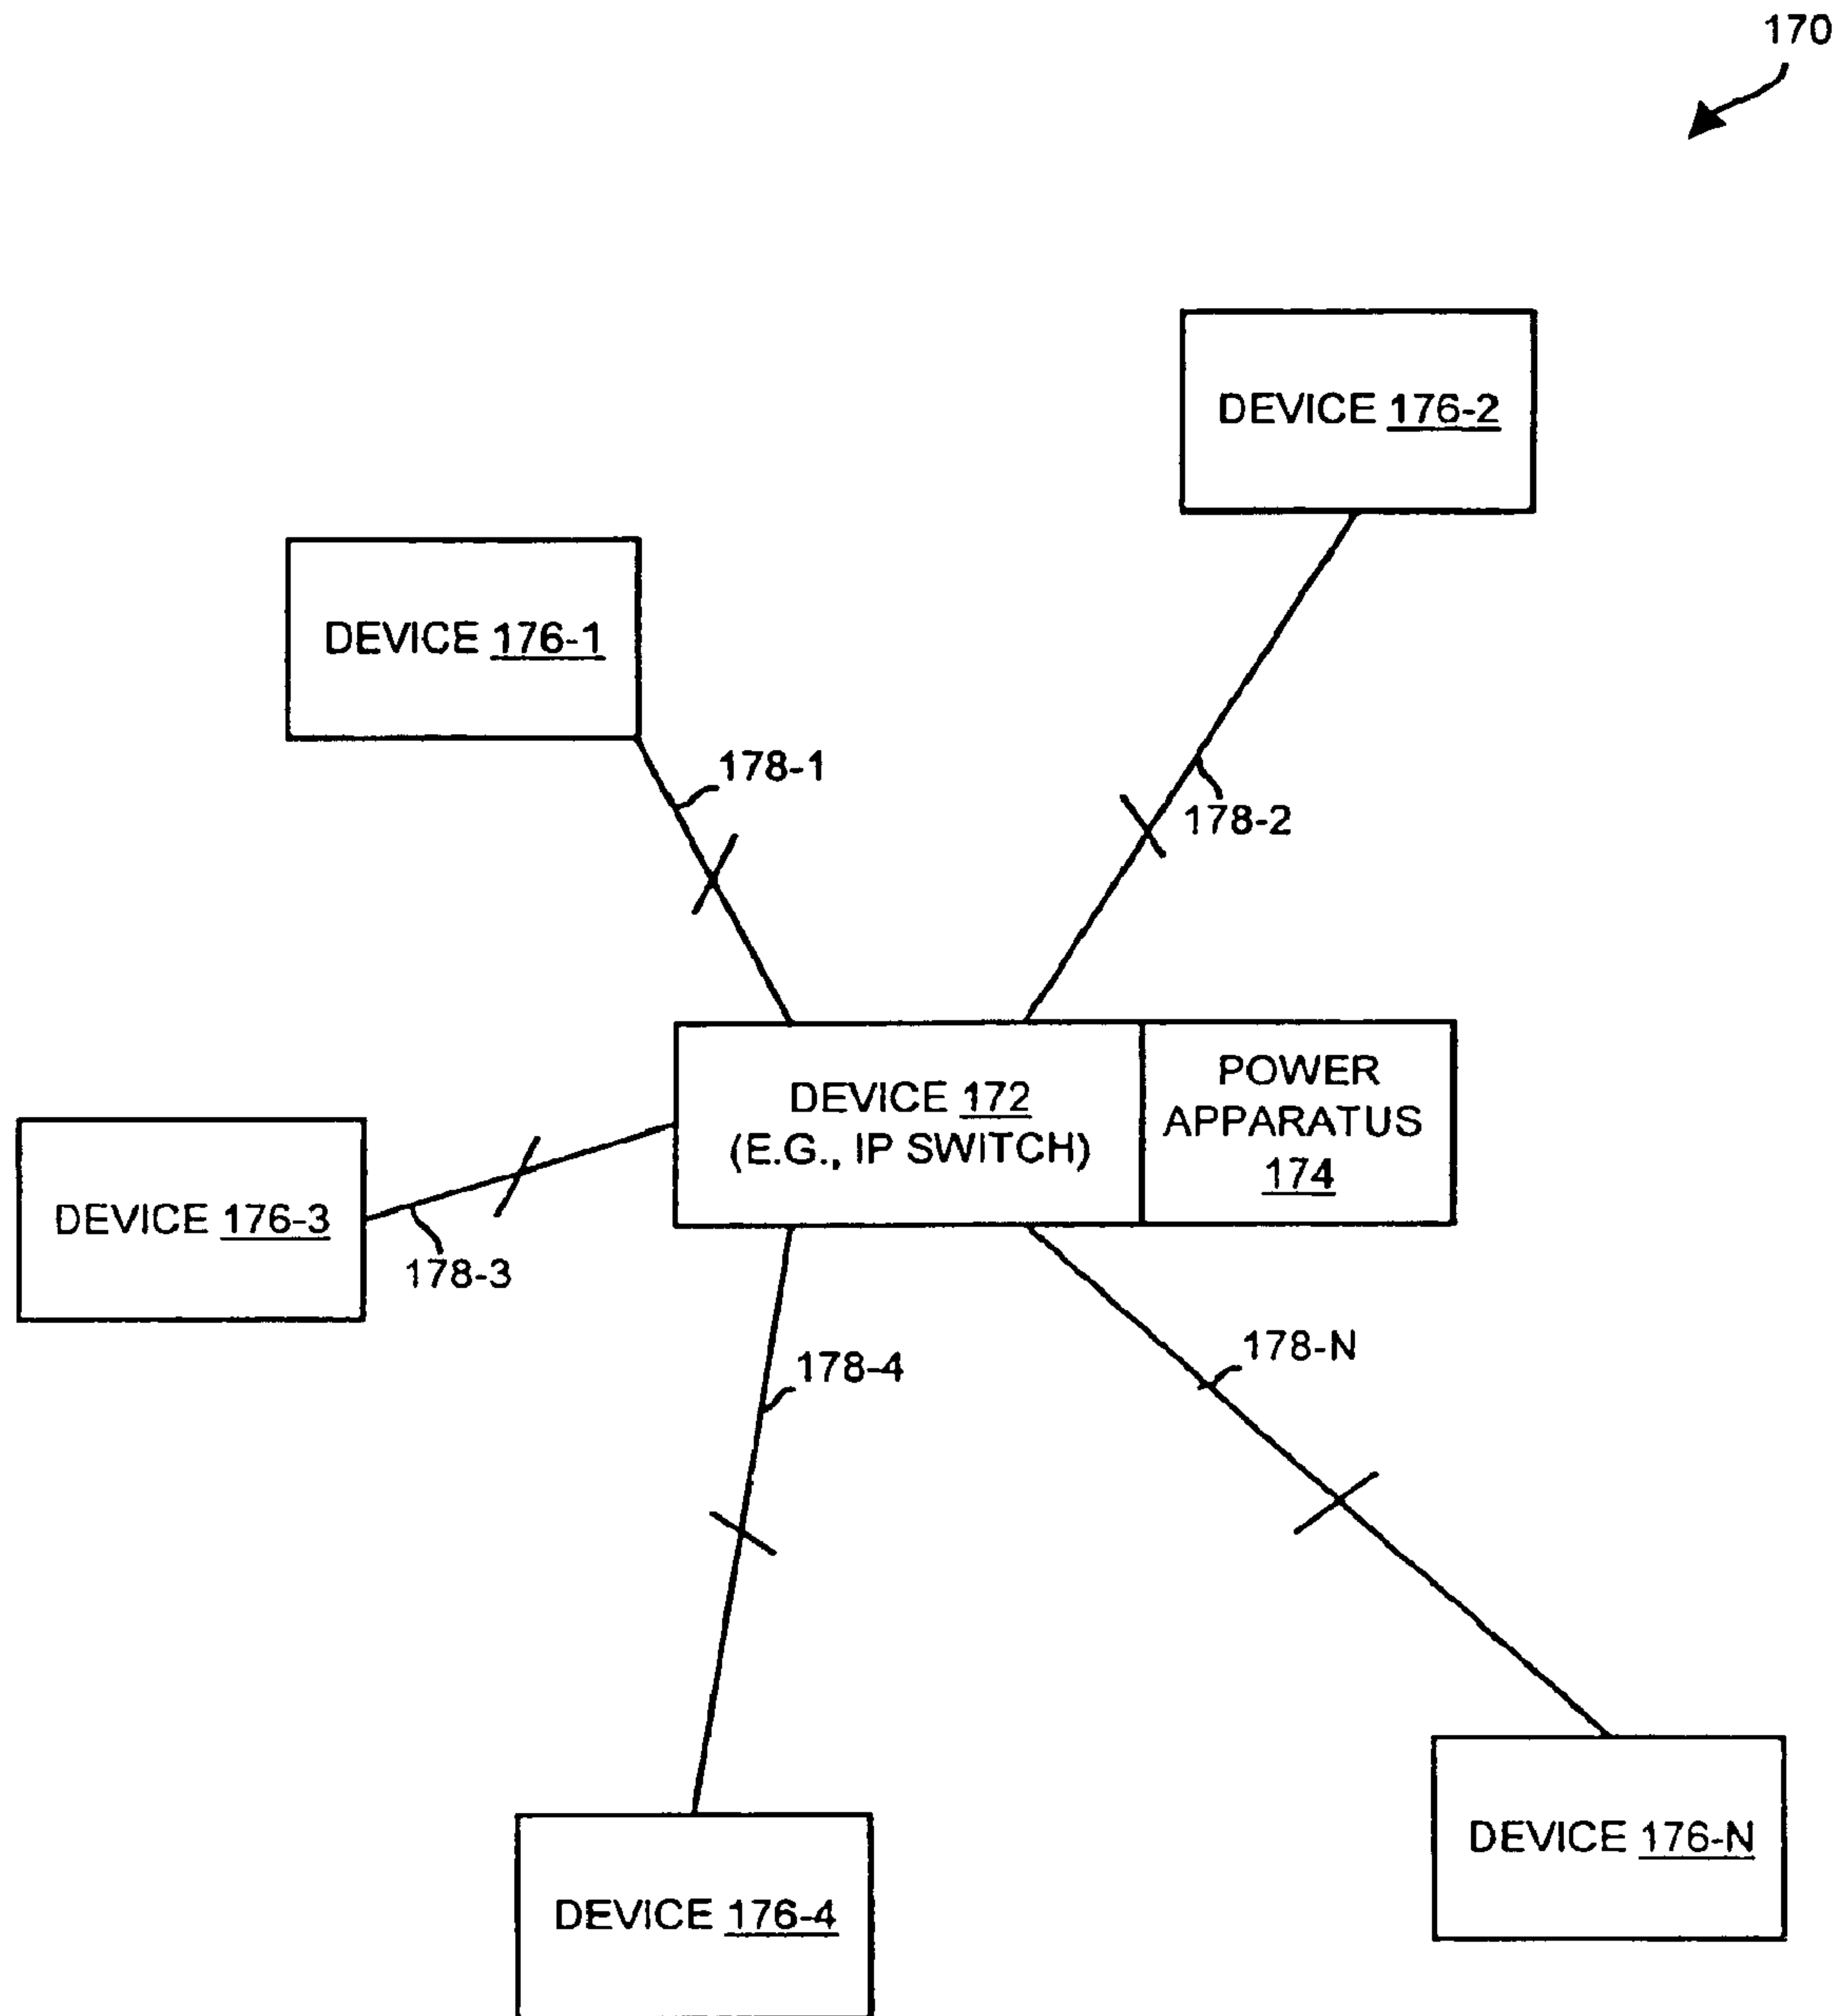 170
DEVICE 176-2
DEVICE 176-1
178-1
178-2
DEVICE 172
(E.G., IP SWITCH)
POWER
APPARATUS
174
DEVICE 176-3
178-3
178-4
178-N
DEVICE 176-4
DEVICE 176-N